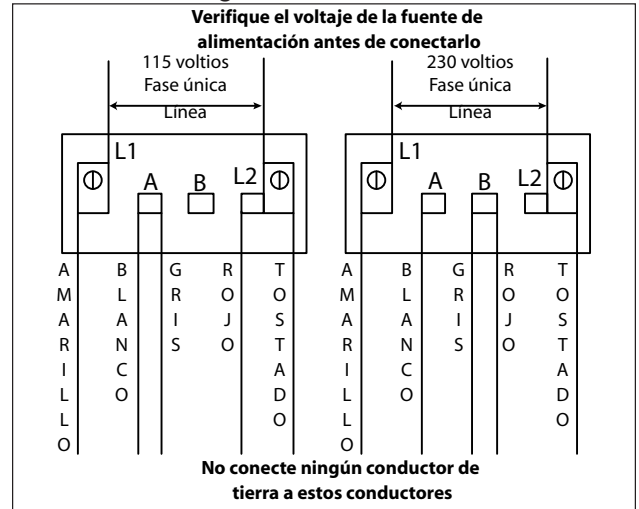 Verifique el voltaje de la fuente de
alimentación antes de conectarlo
115 voltios
Fase única
Línea
L1
A
B
L2
AMARILLO
BLANCO
GRIS
ROJO
TOSTADO
230 voltios
Fase única
Línea
L1
A
B
L2
AMARILLO
BLANCO
GRIS
ROJO
TOSTADO
No conecte ningún conductor de
tierra a estos conductores